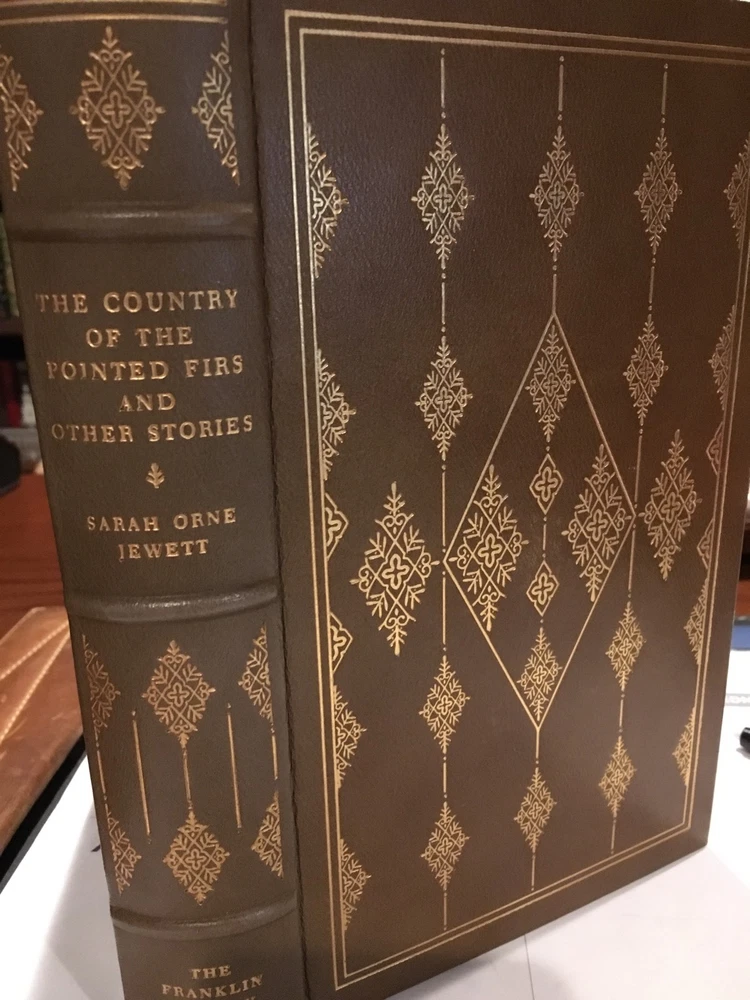 THE COUNTRY
OF THE
POINTED FIRS
AND
OTHER STORIES
SARAH ORNE
JEWETT
THE
FRANKLIN